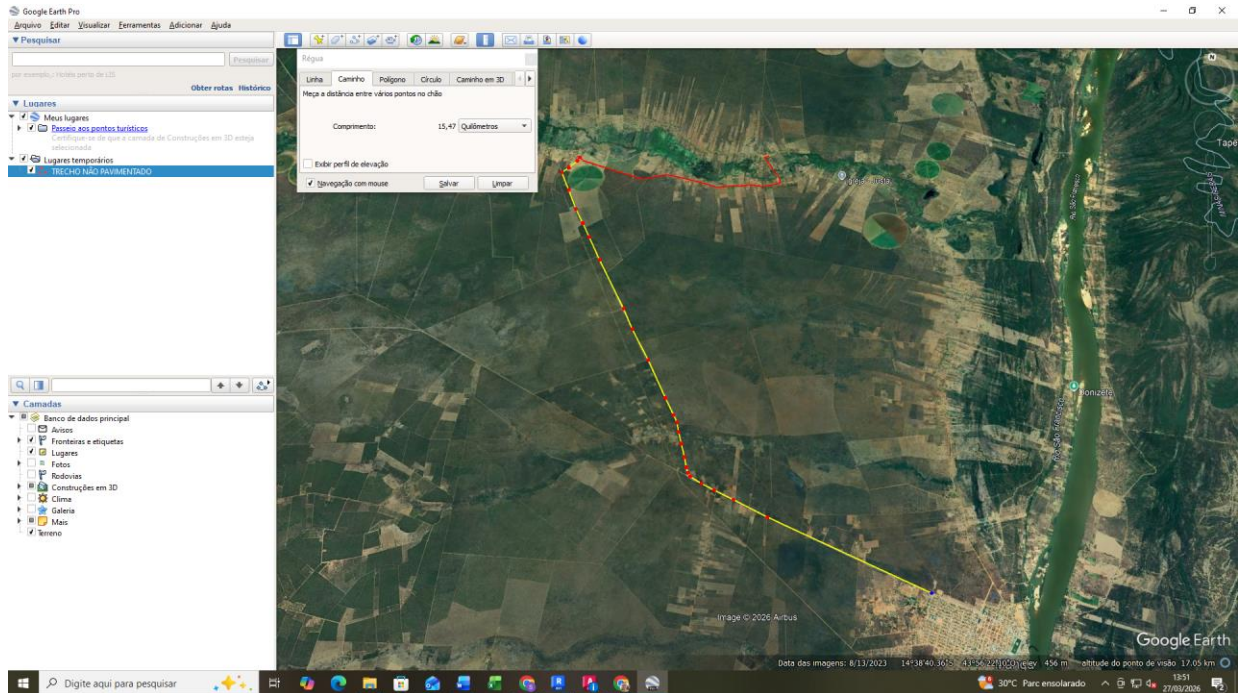 Google Earth Pro
Arquivo Editar Visualizar Ferramentas Adicionar Ajuda
Pesquisar
Pesquisar
Obter rotas Histórico
Lugares
Meus lugares
Passeio aos pontos turísticos
Certifique-se de que a camada de Construções em 3D esteja
selecionada
Lugares temporários
TRECHO NÃO PAVIMENTADO
Camadas
Banco de dados principal
Avisos
Fronteiras e etiquetas
Lugares
Fotos
Rodovias
Construções em 3D
Clima
Galeria
Mais
Terreno
Régua
Linha Caminho Polígono Círculo Caminho em 3D
Meça a distância entre vários pontos no chão
Comprimento: 15,47 Quilômetros
Exibir perfil de elevação
Navegação com mouse Salvar Limpar
N
Tape
Av. São Francisco
Donizete
Image © 2026 Airbus
Google Earth
Data das imagens: 8/13/2023 elev 456 m altitude do ponto de visão 17.05 km
Digite aqui para pesquisar
30°C Parc ensolarado
13:51
27/03/2026